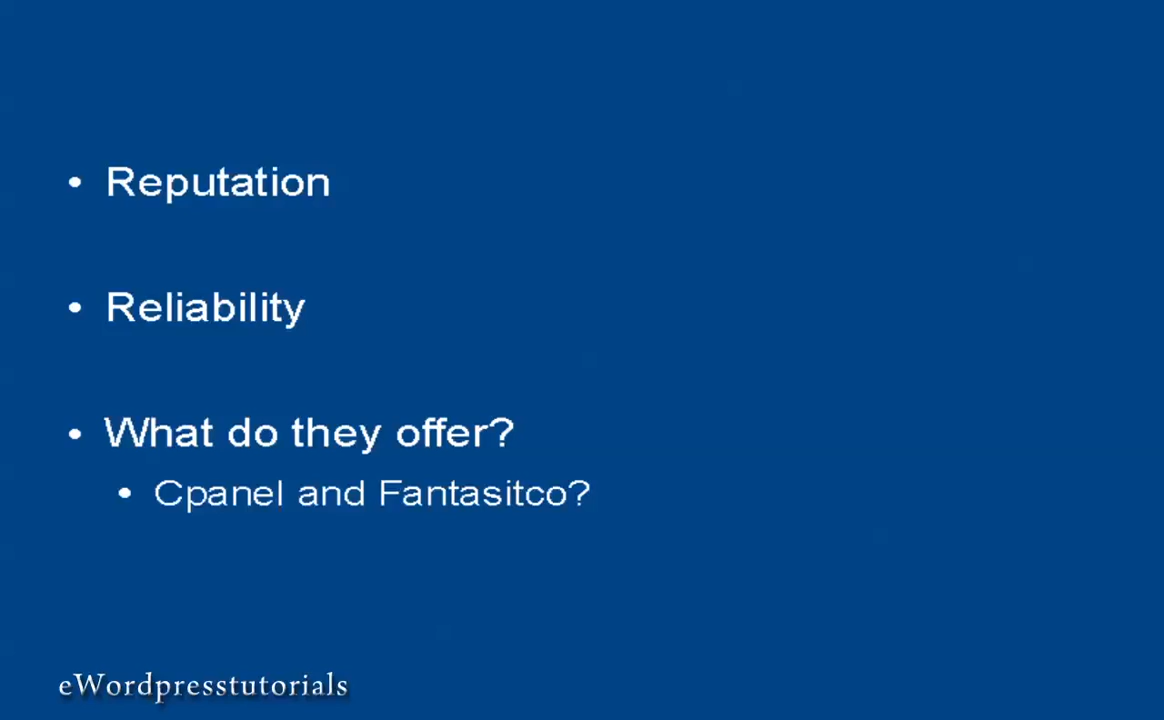 • Reputation
• Reliability
• What do they offer?
• Cpanel and Fantasitco?
eWordpresstutorials